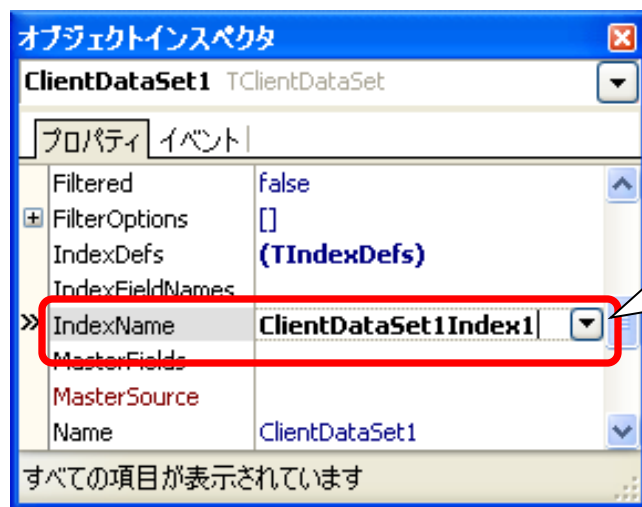 オブジェクトインスペクタ
ClientDataSet1 TClientDataSet
プロパティ イベント
Filtered false
FilterOptions []
IndexDefs (TIndexDefs)
IndexFieldNames
IndexName ClientDataSet1Index1
MasterFields
MasterSource
Name ClientDataSet1
すべての項目が表示されています